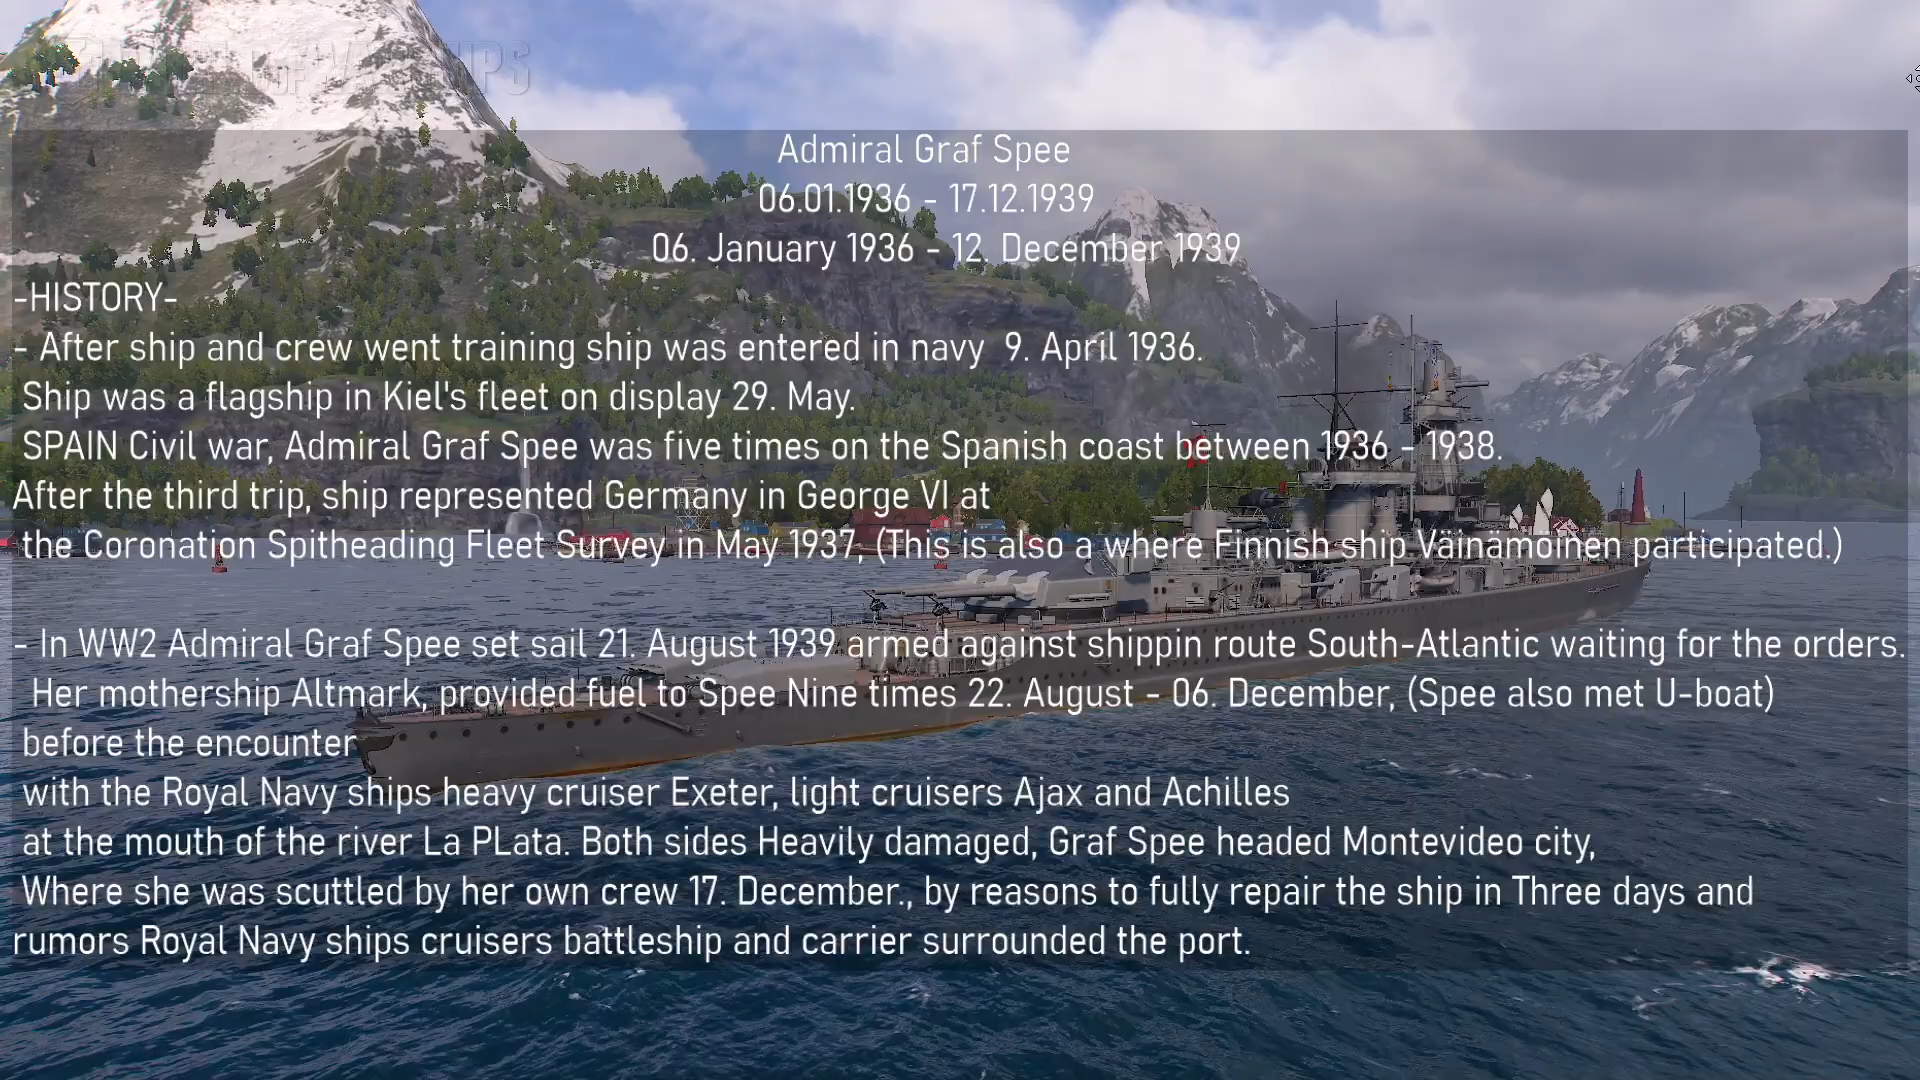 Admiral Graf Spee
06.01.1936 - 17.12.1939
06. January 1936 - 12. December 1939
-HISTORY-
- After ship and crew went training ship was entered in navy 9. April 1936.
Ship was a flagship in Kiel's fleet on display 29. May.
SPAIN Civil war, Admiral Graf Spee was five times on the Spanish coast between 1936 - 1938.
After the third trip, ship represented Germany in George VI at
the Coronation Spitheading Fleet Survey in May 1937, (This is also a where Finnish ship Väinämöinen participated.)
- In WW2 Admiral Graf Spee set sail 21. August 1939 armed against shippin route South-Atlantic waiting for the orders.
Her mothership Altmark, provided fuel to Spee Nine times 22. August - 06. December, (Spee also met U-boat)
before the encounter
with the Royal Navy ships heavy cruiser Exeter, light cruisers Ajax and Achilles
at the mouth of the river La PLata. Both sides Heavily damaged, Graf Spee headed Montevideo city,
Where she was scuttled by her own crew 17. December., by reasons to fully repair the ship in Three days and
rumors Royal Navy ships cruisers battleship and carrier surrounded the port.